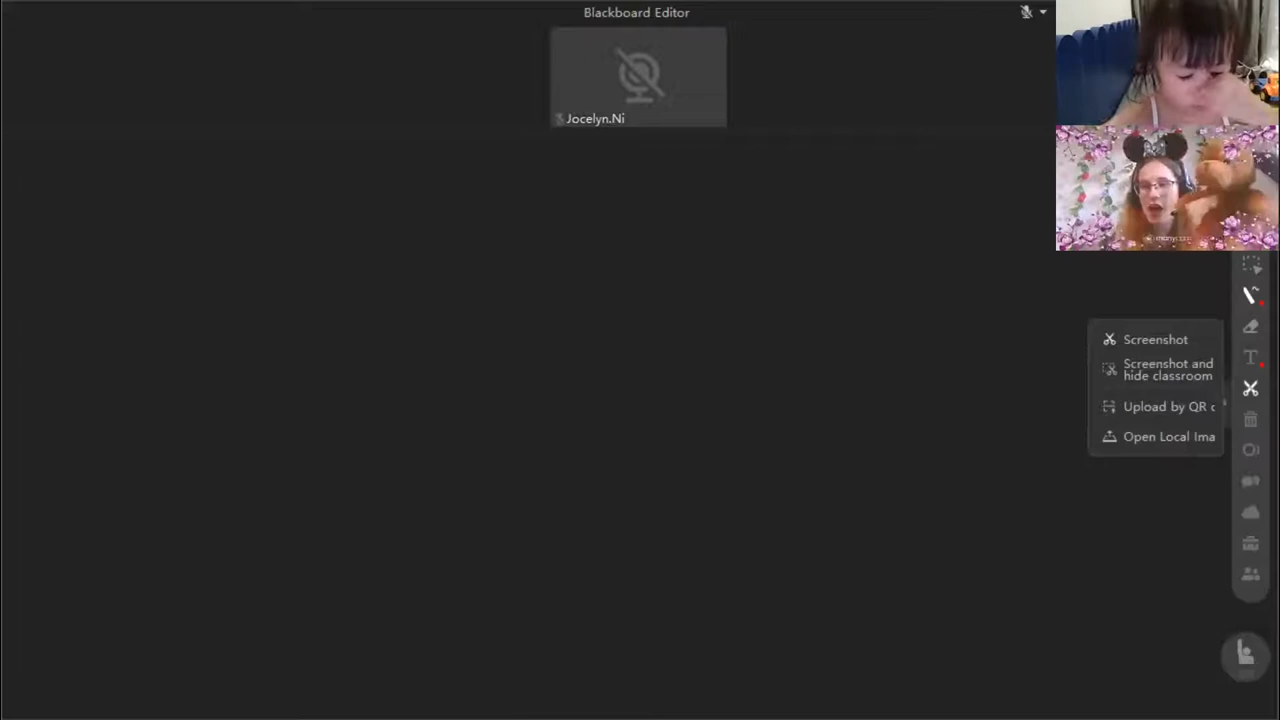 Blackboard Editor
Jocelyn.Ni
Screenshot
Screenshot and
hide classroom
Upload by QR c
Open Local Ima